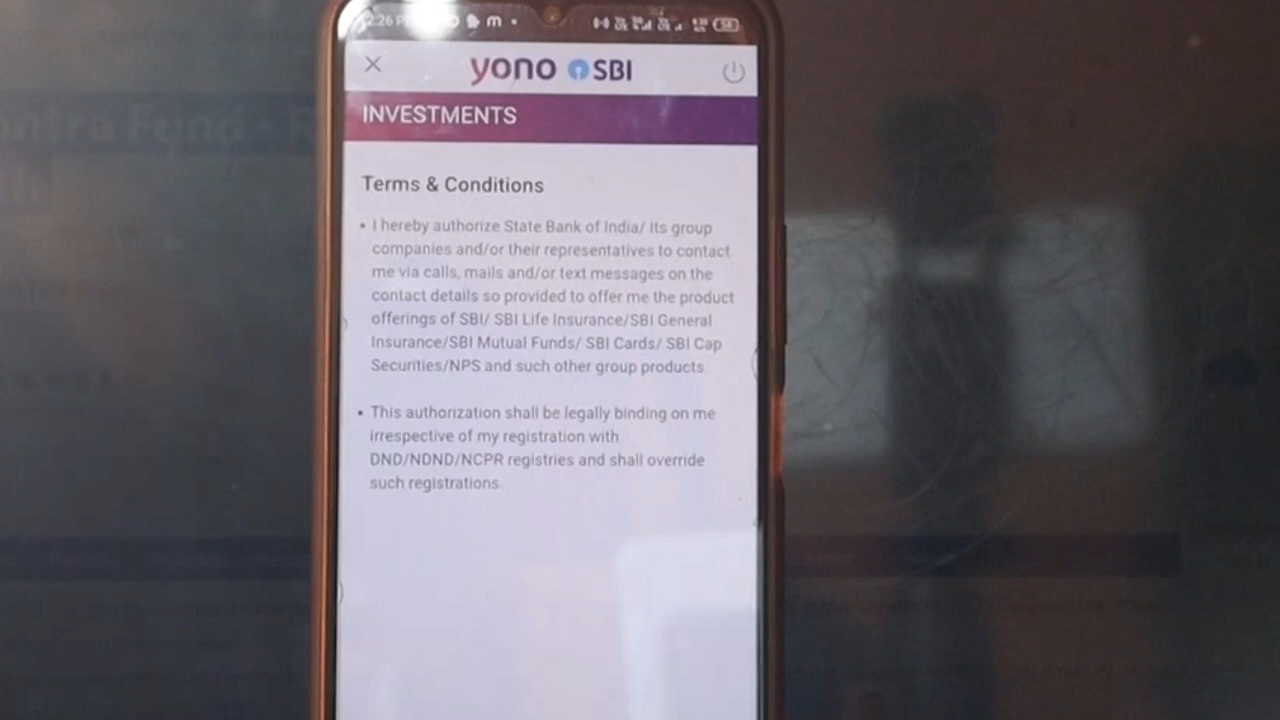 2:26 P
m
yono SBI
INVESTMENTS
Terms & Conditions
• I hereby authorize State Bank of India/ Its group
companies and/or their representatives to contact
me via calls, mails and/or text messages on the
contact details so provided to offer me the product
offerings of SBI/ SBI Life Insurance/SBI General
Insurance/SBI Mutual Funds/ SBI Cards/ SBI Cap
Securities/NPS and such other group products.
• This authorization shall be legally binding on me
irrespective of my registration with
DND/NDND/NCPR registries and shall override
such registrations.